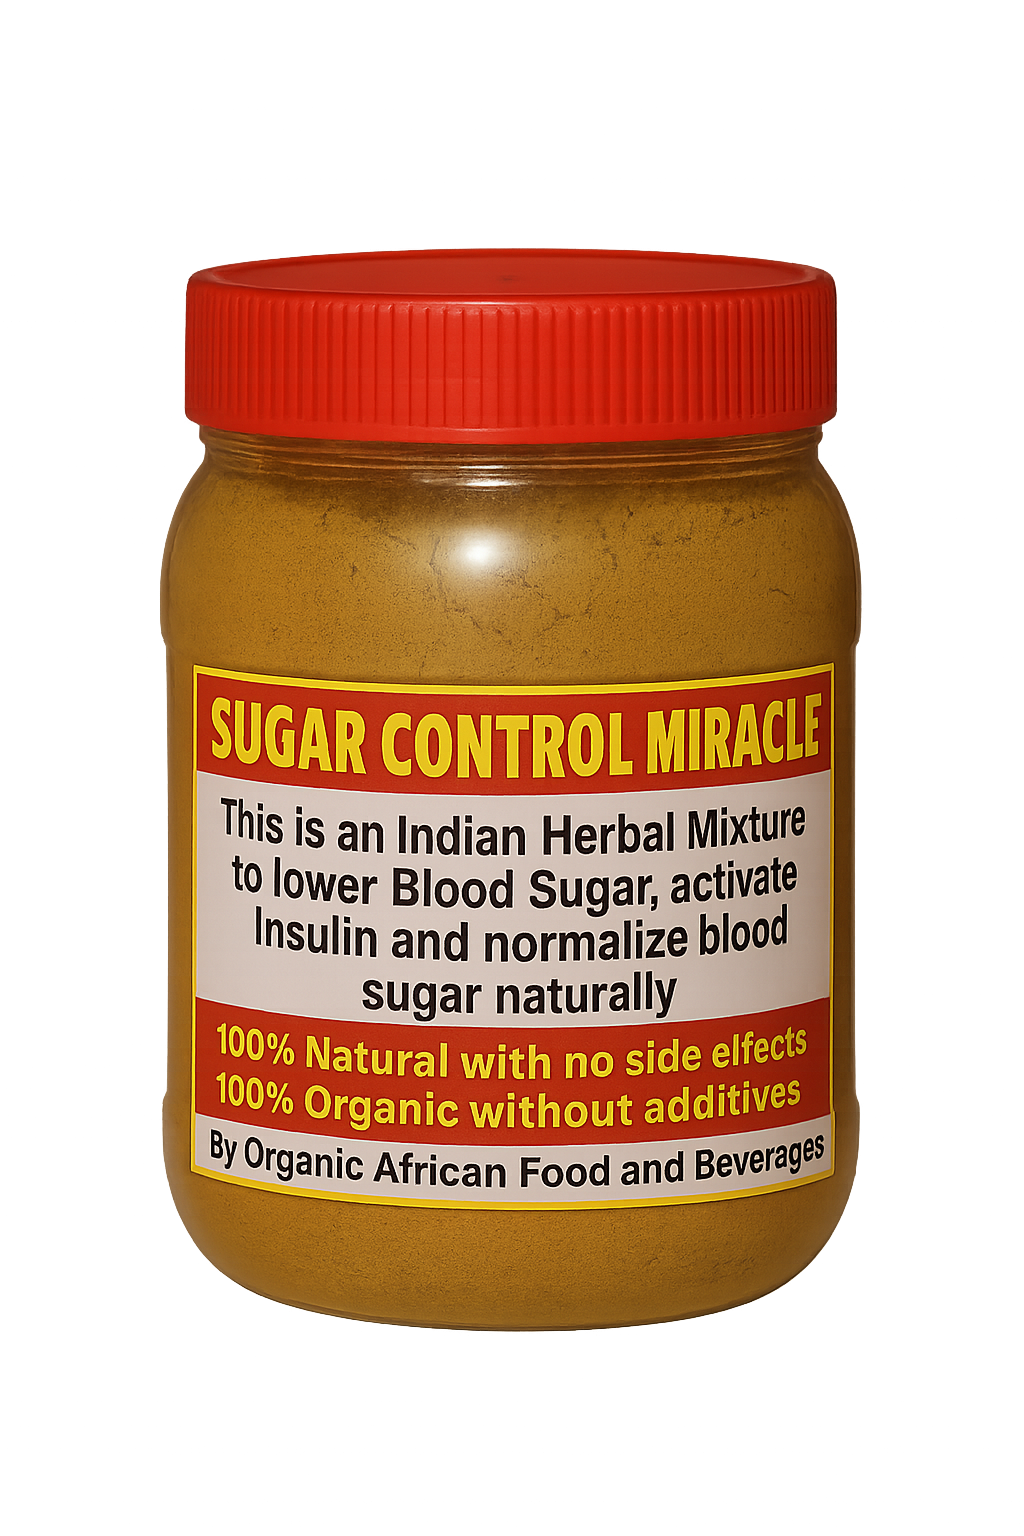 SUGAR CONTROL MIRACLE
This is an Indian Herbal Mixture
to lower Blood Sugar, activate
Insulin and normalize blood
sugar naturally
100% Natural with no side elfects
100% Organic without additives
By Organic African Food and Beverages